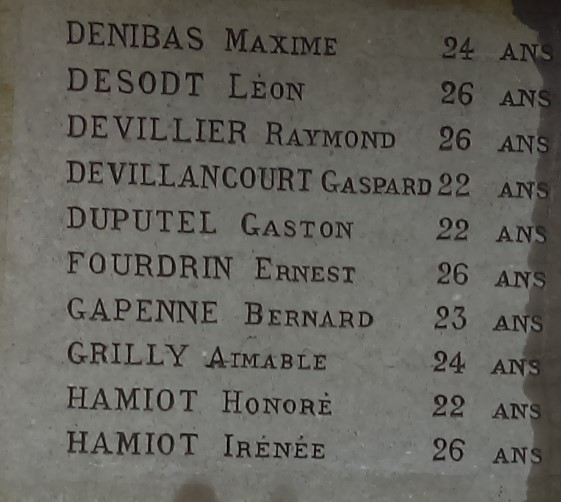 DENIBAS MAXIME 24 ANS
DESODT LÉON 26 ANS
DEVILLIER RAYMOND 26 ANS
DEVILLANCOURT GASPARD 22 ANS
DUPUTEL GASTON 22 ANS
FOURDRIN ERNEST 26 ANS
GAPENNE BERNARD 23 ANS
GRILLY AIMABLE 24 ANS
HAMIOT HONORÉ 22 ANS
HAMIOT IRÉNÉE 26 ANS